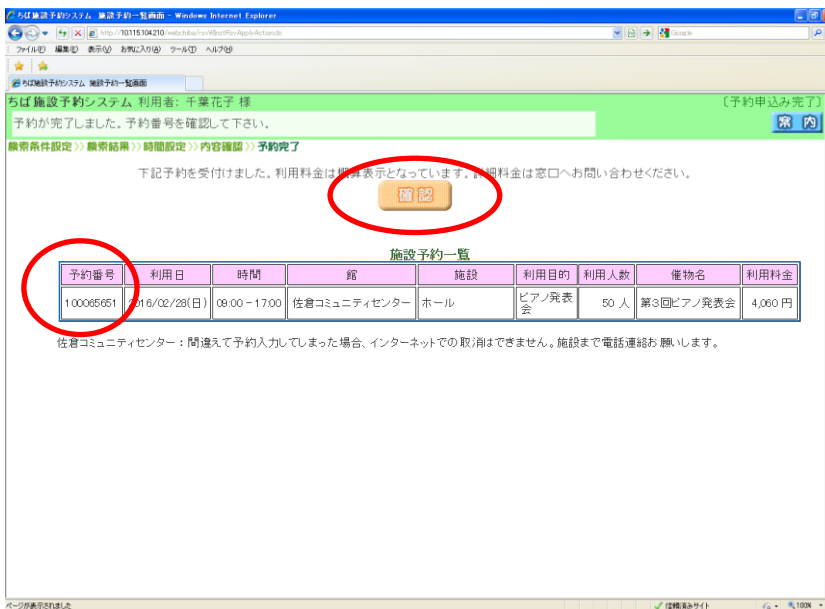 ちば施設予約システム 施設予約一覧画面 - Windows Internet Explorer
Google
ファイル(F) 編集(E) 表示(V) お気に入り(A) ツール(T) ヘルプ(H)
ちば施設予約システム 施設予約一覧画面
ちば施設予約システム 利用者: 千葉花子 様 〔予約申込み完了〕
予約が完了しました。予約番号を確認して下さい。 案内
検索条件設定>>検索結果>>時間設定>>内容確認>>予約完了
下記予約を受付けました。利用料金は概算表示となっています。詳細料金は窓口へお問い合わせください。
確認
施設予約一覧
予約番号 利用日 時間 館 施設 利用目的 利用人数 催物名 利用料金
100065651 2016/02/28(日) 09:00 - 17:00 佐倉コミュニティセンター ホール ピアノ発表会 50 人 第3回ピアノ発表会 4,060 円
佐倉コミュニティセンター：間違えて予約入力してしまった場合、インターネットでの取消はできません。施設まで電話連絡お願いします。
ページが表示されました 信頼済みサイト 100%